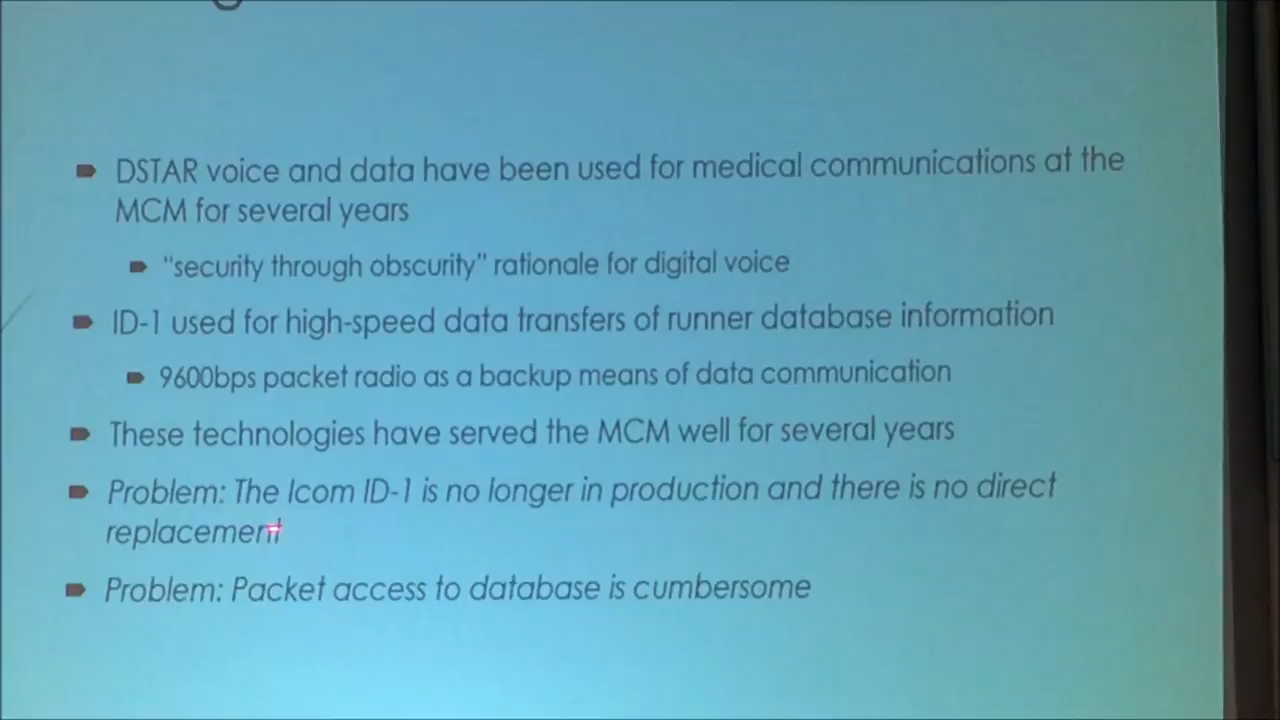 DSTAR voice and data have been used for medical communications at the
MCM for several years
"security through obscurity" rationale for digital voice
ID-1 used for high-speed data transfers of runner database information
9600bps packet radio as a backup means of data communication
These technologies have served the MCM well for several years
Problem: The Icom ID-1 is no longer in production and there is no direct
replacement
Problem: Packet access to database is cumbersome